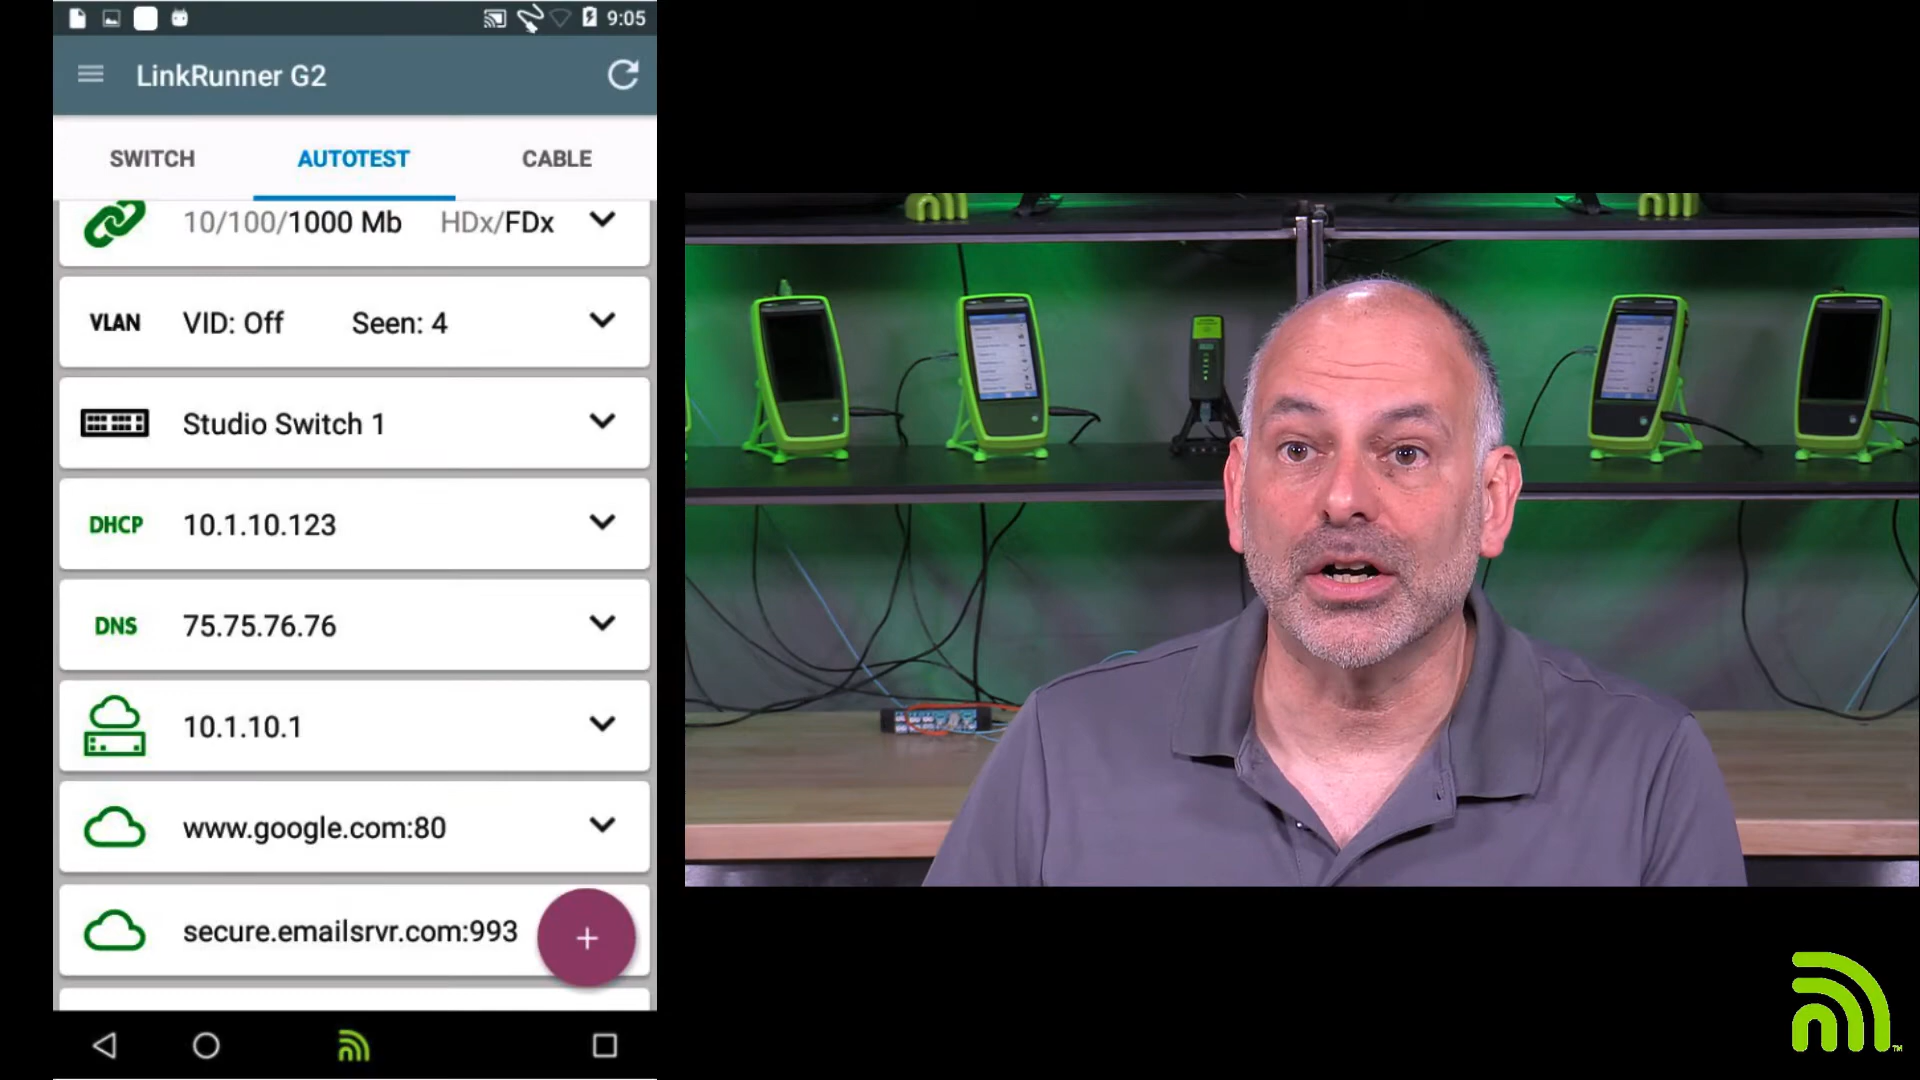 9:05
LinkRunner G2
SWITCH AUTOTEST CABLE
10/100/1000 Mb HDx/FDx
VLAN VID: Off Seen: 4
Studio Switch 1
DHCP 10.1.10.123
DNS 75.75.76.76
10.1.10.1
www.google.com:80
secure.emailsrvr.com:993
+
TM